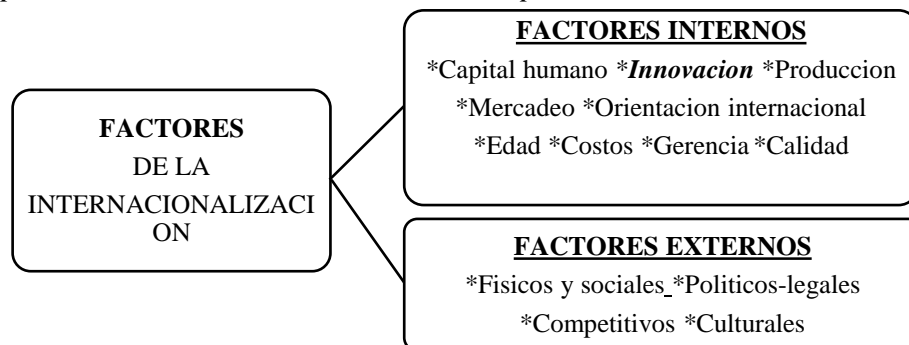 FACTORES
DE LA
INTERNACIONALIZACI
ON
FACTORES INTERNOS
*Capital humano *Innovacion *Produccion
*Mercadeo *Orientacion internacional
*Edad *Costos *Gerencia *Calidad
FACTORES EXTERNOS
*Fisicos y sociales *Politicos-legales
*Competitivos *Culturales